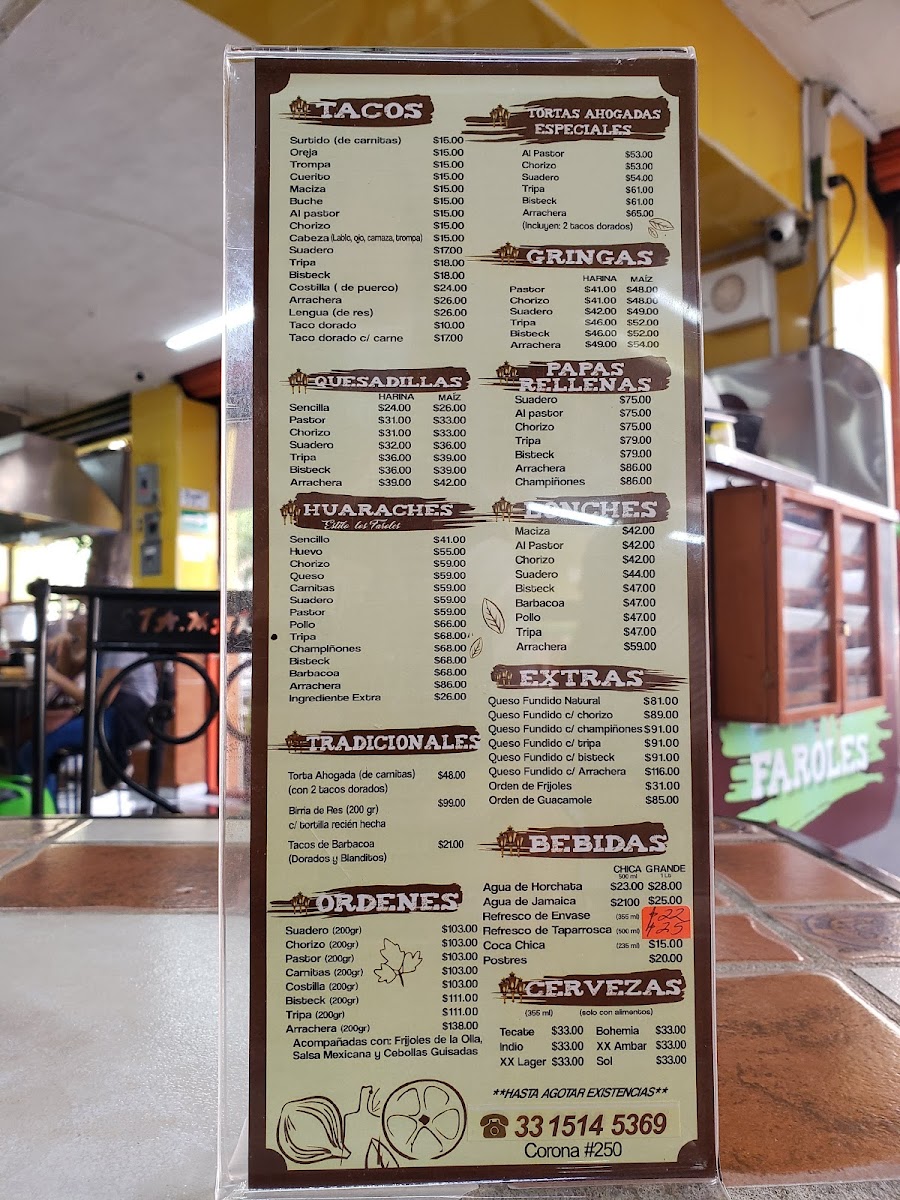 TACOS
Surtido (de carnitas) $15.00
Oreja $15.00
Trompa $15.00
Cuerito $15.00
Maciza $15.00
Buche $15.00
Al pastor $15.00
Chorizo $15.00
Cabeza (Labio, ojo, carnaza, trompa) $15.00
Suadero $17.00
Tripa $18.00
Bisteck $18.00
Costilla ( de puerco) $24.00
Arrachera $26.00
Lengua (de res) $26.00
Taco dorado $10.00
Taco dorado c/ carne $17.00
QUESADILLAS
HARINA MAÍZ
Sencilla $24.00 $26.00
Pastor $31.00 $33.00
Chorizo $31.00 $33.00
Suadero $32.00 $36.00
Tripa $36.00 $39.00
Bisteck $36.00 $39.00
Arrachera $39.00 $42.00
HUARACHES
Estilo los Faroles
Sencillo $41.00
Huevo $55.00
Chorizo $59.00
Queso $59.00
Carnitas $59.00
Suadero $59.00
Pastor $59.00
Pollo $66.00
Tripa $68.00
Champiñones $68.00
Bisteck $68.00
Barbacoa $68.00
Arrachera $86.00
Ingrediente Extra $26.00
TRADICIONALES
Torta Ahogada (de carnitas) $48.00
(con 2 tacos dorados)
Birria de Res (200 gr) $99.00
c/ tortilla recién hecha
Tacos de Barbacoa $21.00
(Dorados y Blanditos)
ORDENES
Suadero (200gr) $103.00
Chorizo (200gr) $103.00
Pastor (200gr) $103.00
Carnitas (200gr) $103.00
Costilla (200gr) $103.00
Bisteck (200gr) $111.00
Tripa (200gr) $111.00
Arrachera (200gr) $138.00
Acompañadas con: Frijoles de la Olla,
Salsa Mexicana y Cebollas Guisadas
TORTAS AHOGADAS
ESPECIALES
Al Pastor $53.00
Chorizo $53.00
Suadero $54.00
Tripa $61.00
Bisteck $61.00
Arrachera $65.00
(Incluyen: 2 tacos dorados)
GRINGAS
HARINA MAÍZ
Pastor $41.00 $48.00
Chorizo $41.00 $48.00
Suadero $42.00 $49.00
Tripa $46.00 $52.00
Bisteck $46.00 $52.00
Arrachera $49.00 $54.00
PAPAS
RELLENAS
Suadero $75.00
Al pastor $75.00
Chorizo $75.00
Tripa $79.00
Bisteck $79.00
Arrachera $86.00
Champiñones $86.00
LONCHES
Maciza $42.00
Al Pastor $42.00
Chorizo $42.00
Suadero $44.00
Bisteck $47.00
Barbacoa $47.00
Pollo $47.00
Tripa $47.00
Arrachera $59.00
EXTRAS
Queso Fundido Natural $81.00
Queso Fundido c/ chorizo $89.00
Queso Fundido c/ champiñones $91.00
Queso Fundido c/ tripa $91.00
Queso Fundido c/ bisteck $91.00
Queso Fundido c/ Arrachera $116.00
Orden de Frijoles $31.00
Orden de Guacamole $85.00
BEBIDAS
CHICA GRANDE
500 ml 1 Lt
Agua de Horchata $23.00 $28.00
Agua de Jamaica $21.00 $25.00
Refresco de Envase (355 ml) $22
Refresco de Taparrosca (500 ml) $25
Coca Chica (235 ml) $15.00
Postres $20.00
CERVEZAS
(355 ml) (solo con alimentos)
Tecate $33.00 Bohemia $33.00
Indio $33.00 XX Ambar $33.00
XX Lager $33.00 Sol $33.00
**HASTA AGOTAR EXISTENCIAS**
33 1514 5369
Corona #250
FAROLES